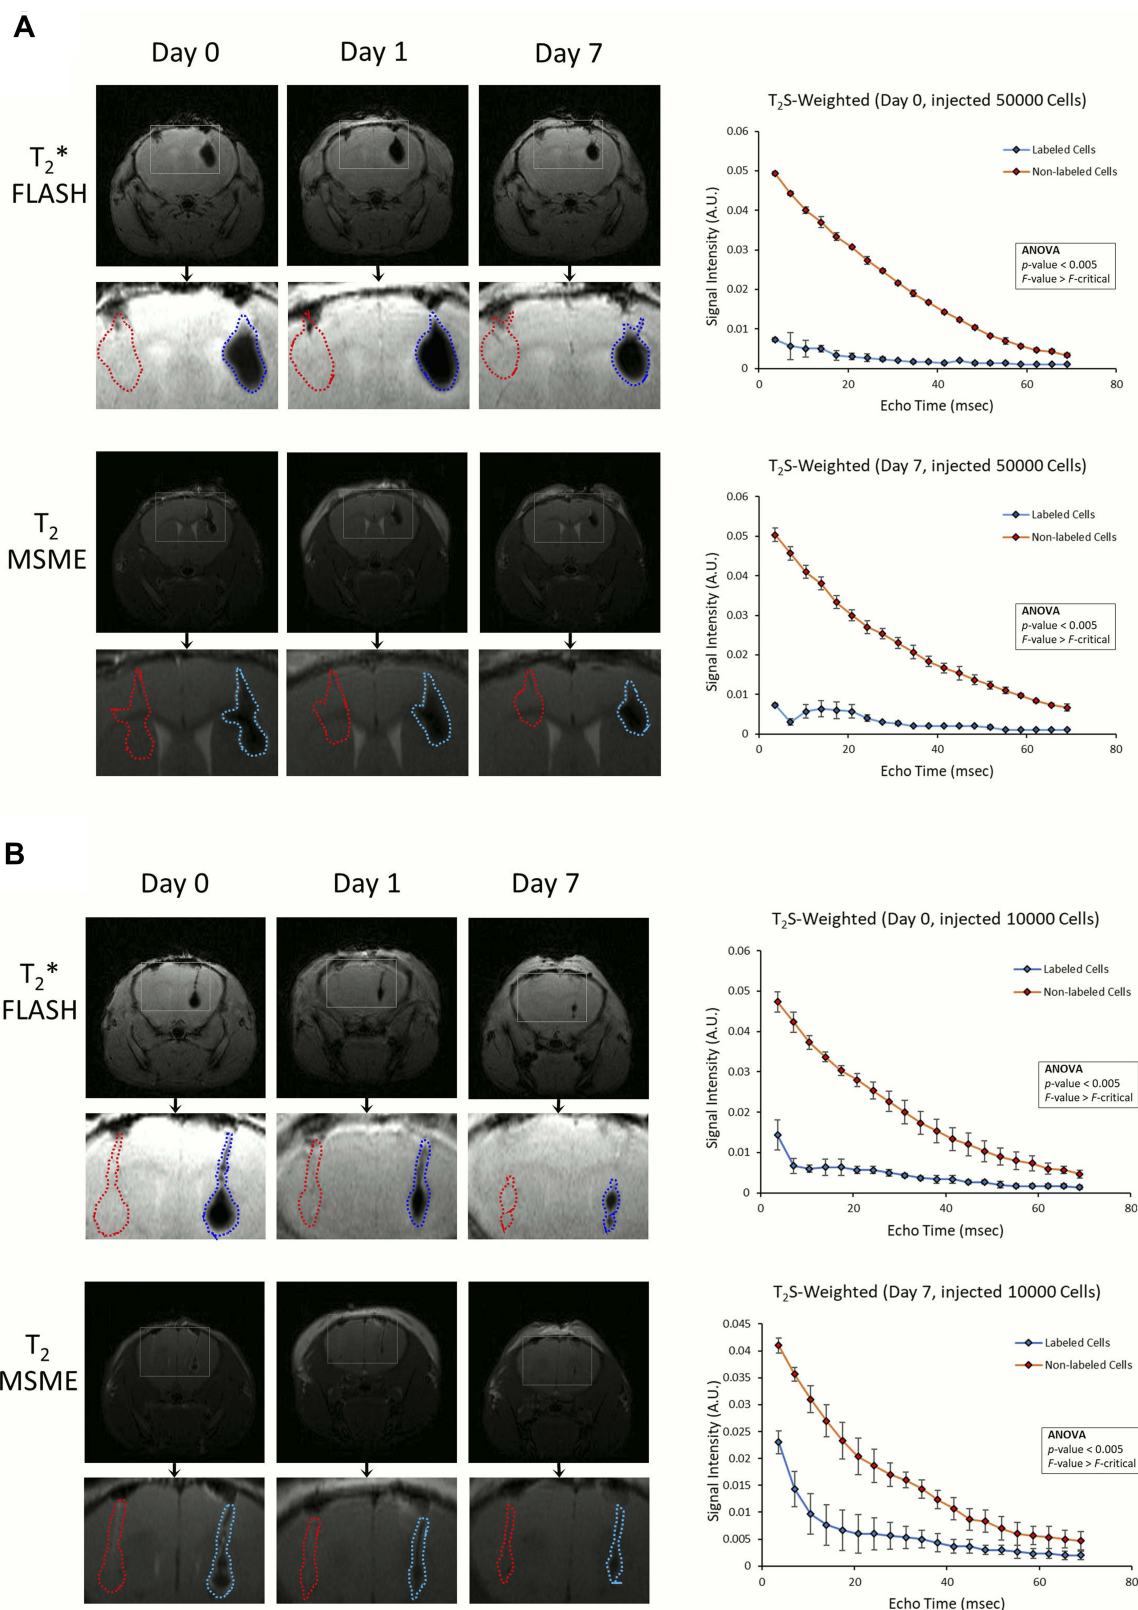 A
Day 0
Day 1
Day 7
T2*
FLASH
T2
MSME
T2S-Weighted (Day 0, injected 50000 Cells)
0.06
0.05
0.04
0.03
0.02
0.01
0
Signal Intensity (A.U.)
Labeled Cells
Non-labeled Cells
ANOVA
p-value < 0.005
F-value > F-critical
0
20
40
60
80
Echo Time (msec)
T2S-Weighted (Day 7, injected 50000 Cells)
0.06
0.05
0.04
0.03
0.02
0.01
0
Signal Intensity (A.U.)
Labeled Cells
Non-labeled Cells
ANOVA
p-value < 0.005
F-value > F-critical
0
20
40
60
80
Echo Time (msec)
B
Day 0
Day 1
Day 7
T2*
FLASH
T2
MSME
T2S-Weighted (Day 0, injected 10000 Cells)
0.06
0.05
0.04
0.03
0.02
0.01
0
Signal Intensity (A.U.)
Labeled Cells
Non-labeled Cells
ANOVA
p-value < 0.005
F-value > F-critical
0
20
40
60
80
Echo Time (msec)
T2S-Weighted (Day 7, injected 10000 Cells)
0.045
0.04
0.035
0.03
0.025
0.02
0.015
0.01
0.005
0
Signal Intensity (A.U.)
Labeled Cells
Non-labeled Cells
ANOVA
p-value < 0.005
F-value > F-critical
0
20
40
60
80
Echo Time (msec)